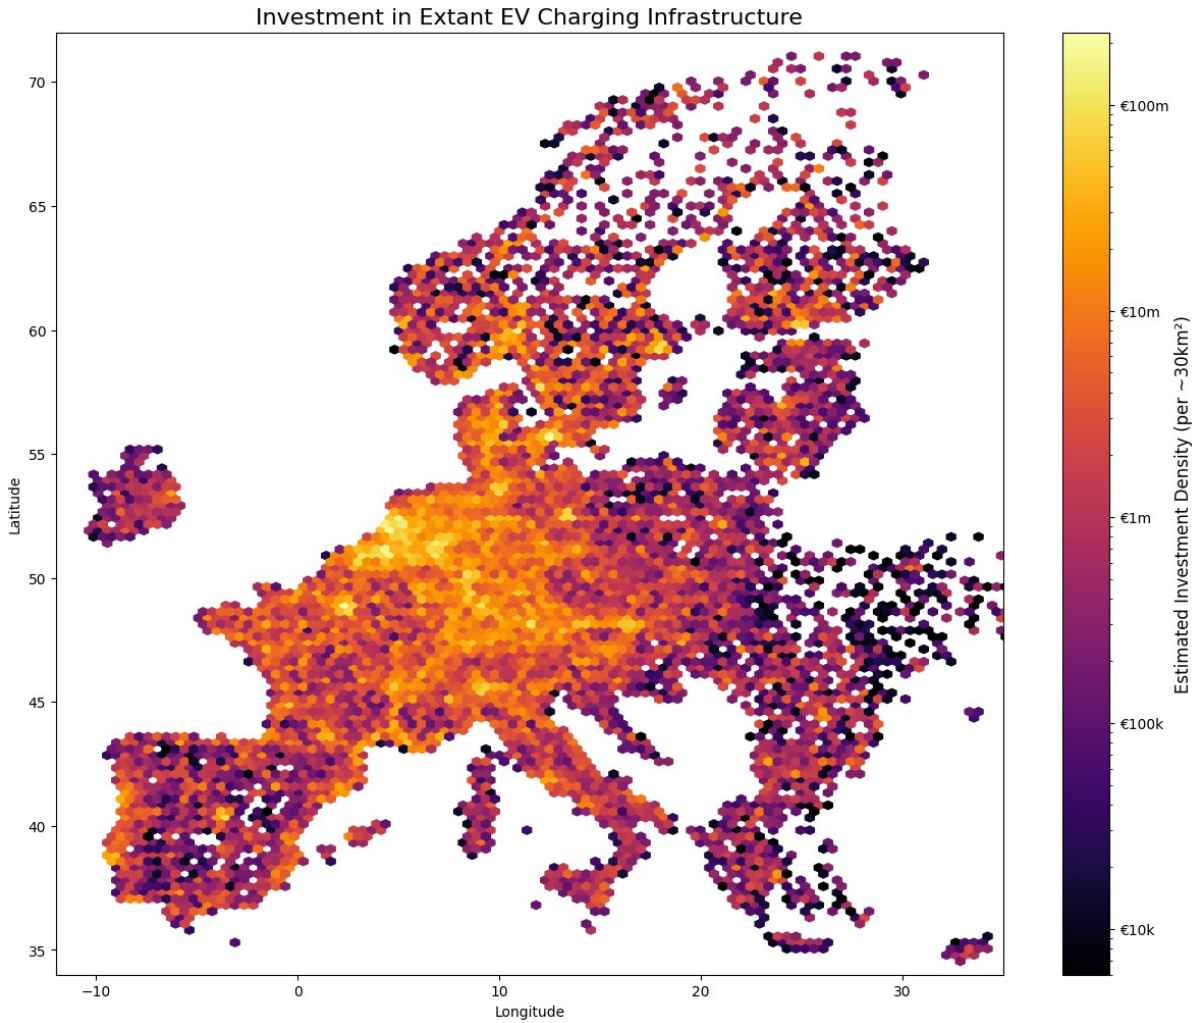 Investment in Extant EV Charging Infrastructure
70
65
60
55
50
45
40
35
Latitude
−10
0
10
20
30
Longitude
€100m
€10m
€1m
€100k
€10k
Estimated Investment Density (per ~30km²)